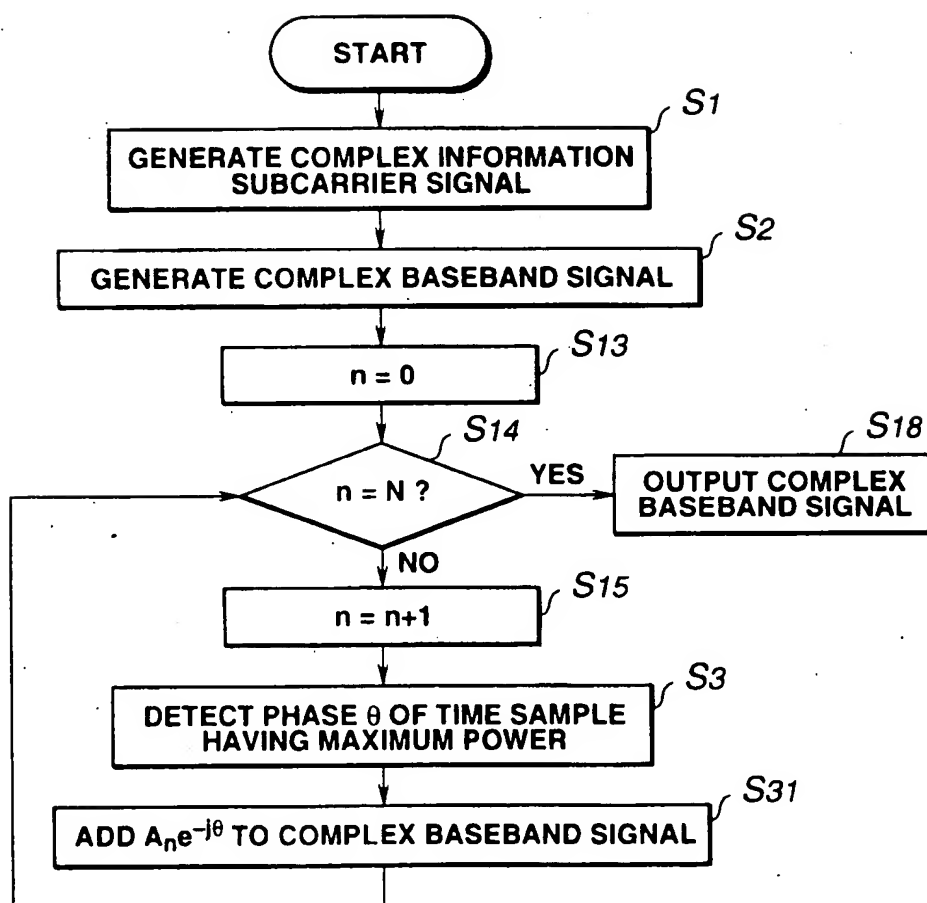 START
S1
GENERATE COMPLEX INFORMATION
SUBCARRIER SIGNAL
S2
GENERATE COMPLEX BASEBAND SIGNAL
S13
n = 0
S14
n = N ?
YES
S18
OUTPUT COMPLEX
BASEBAND SIGNAL
NO
S15
n = n+1
S3
DETECT PHASE θ OF TIME SAMPLE
HAVING MAXIMUM POWER
S31
ADD Aₙe⁻ʲᶿ TO COMPLEX BASEBAND SIGNAL